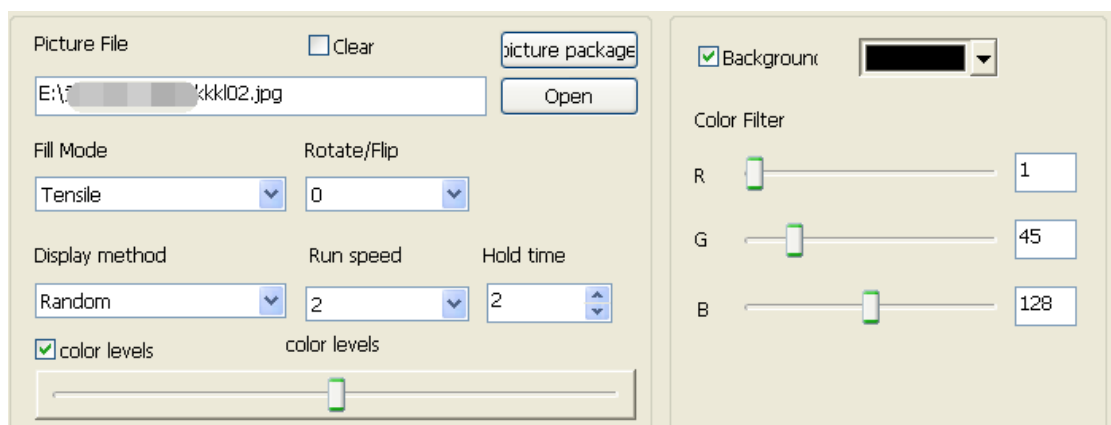 Picture File
Clear
picture package
E:\ kkkl02.jpg
Open
Fill Mode
Rotate/Flip
Tensile
0
Display method
Run speed
Hold time
Random
2
2
color levels
color levels
Background
Color Filter
R
1
G
45
B
128